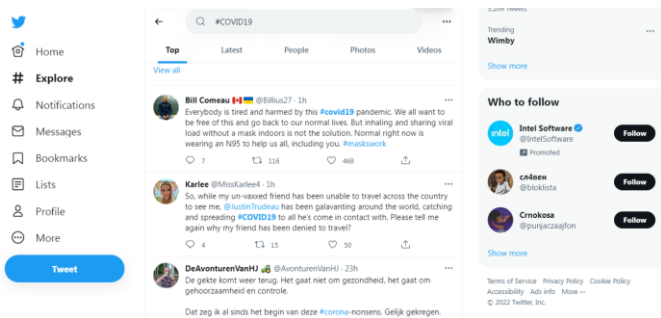 3,209 Tweets
#COVID19
Trending
Wimby
Home
Top Latest People Photos Videos
Show more
Explore
View all
Notifications
Bill Comeau @Billius27 · 1h
Everybody is tired and harmed by this #covid19 pandemic. We all want to
be free of this and go back to our normal lives. But inhaling and sharing viral
load without a mask indoors is not the solution. Normal right now is
wearing an N95 to help us all, including you. #maskswork
7 116 468
Messages
Bookmarks
Lists
Profile
More
Tweet
Karlee @MissKarlee4 · 1h
So, while my un-vaxxed friend has been unable to travel across the country
to see me, @JustinTrudeau has been galavanting around the world, catching
and spreading #COVID19 to all he's come in contact with. Please tell me
again why my friend has been denied to travel?
4 15 50
DeAvonturenVanHJ @AvonturenVanHJ · 23h
De gekte komt weer terug. Het gaat niet om gezondheid, het gaat om
gehoorzaamheid en controle.
Dat zeg ik al sinds het begin van deze #corona-nonsens. Gelijk gekregen.
Who to follow
intel
Intel Software
@IntelSoftware
Promoted
Follow
сл4вен
@bloklista
Follow
Crnokosa
@punjaczaajfon
Follow
Show more
Terms of Service Privacy Policy Cookie Policy
Accessibility Ads info More
© 2022 Twitter, Inc.